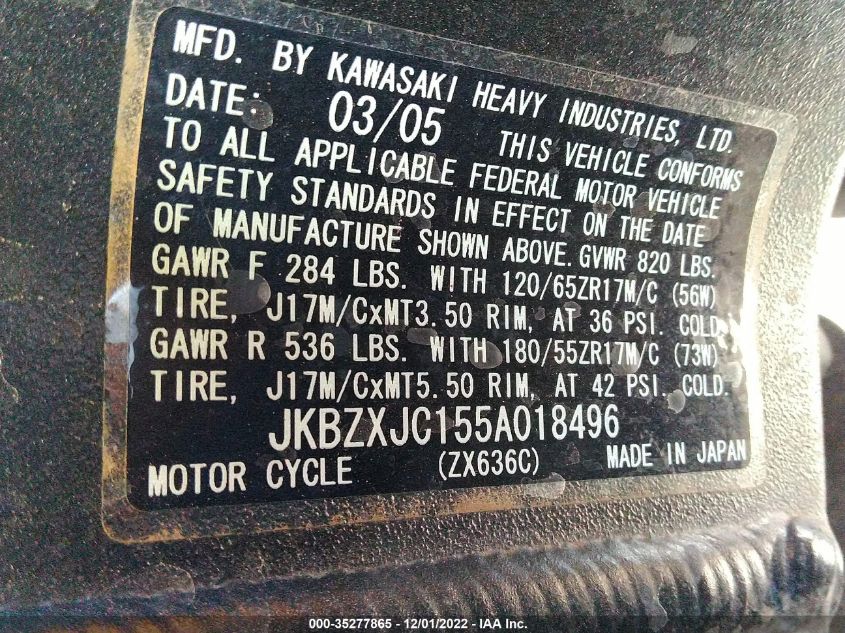 MFD. BY KAWASAKI HEAVY INDUSTRIES, LTD.
DATE: 03/05 THIS VEHICLE CONFORMS
TO ALL APPLICABLE FEDERAL MOTOR VEHICLE
SAFETY STANDARDS IN EFFECT ON THE DATE
OF MANUFACTURE SHOWN ABOVE. GVWR 820 LBS.
GAWR F 284 LBS. WITH 120/65ZR17M/C (56W)
TIRE, J17M/CxMT3.50 RIM, AT 36 PSI. COLD.
GAWR R 536 LBS. WITH 180/55ZR17M/C (73W)
TIRE, J17M/CxMT5.50 RIM, AT 42 PSI. COLD.
JKBZXJC155A018496
MOTOR CYCLE (ZX636C) MADE IN JAPAN
000-35277865 - 12/01/2022 - IAA Inc.